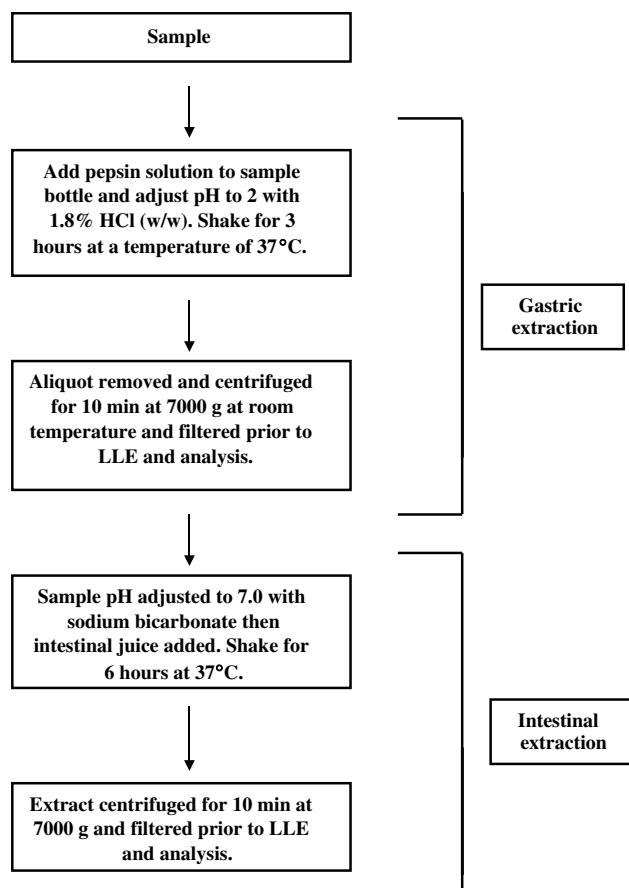 Sample
Add pepsin solution to sample
bottle and adjust pH to 2 with
1.8% HCl (w/w). Shake for 3
hours at a temperature of 37°C.
Gastric
extraction
Aliquot removed and centrifuged
for 10 min at 7000 g at room
temperature and filtered prior to
LLE and analysis.
Sample pH adjusted to 7.0 with
sodium bicarbonate then
intestinal juice added. Shake for
6 hours at 37°C.
Intestinal
extraction
Extract centrifuged for 10 min at
7000 g and filtered prior to LLE
and analysis.